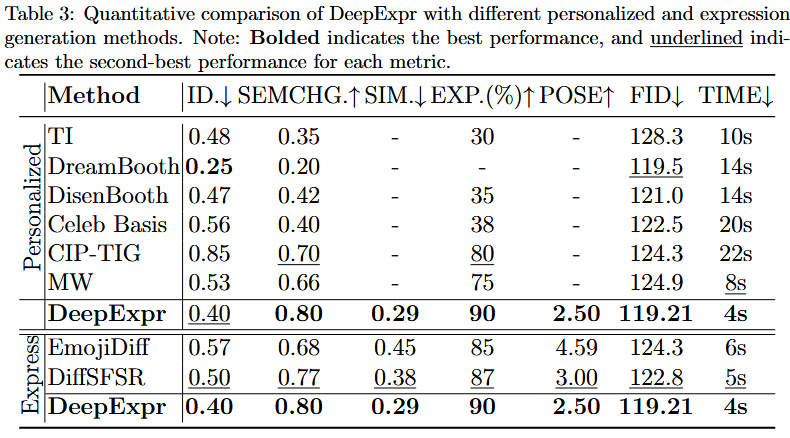 Table 3: Quantitative comparison of DeepExpr with different personalized and expression
generation methods. Note: Bolded indicates the best performance, and underlined indi-
cates the second-best performance for each metric.
Method ID.↓ SEMCHG.↑ SIM.↓ EXP.(%)↑ POSE↑ FID↓ TIME↓
Personalized
TI 0.48 0.35 - 30 - 128.3 10s
DreamBooth 0.25 0.20 - - - 119.5 14s
DisenBooth 0.47 0.42 - 35 - 121.0 14s
Celeb Basis 0.56 0.40 - 38 - 122.5 20s
CIP-TIG 0.85 0.70 - 80 - 124.3 22s
MW 0.53 0.66 - 75 - 124.9 8s
DeepExpr 0.40 0.80 0.29 90 2.50 119.21 4s
Express
EmojiDiff 0.57 0.68 0.45 85 4.59 124.3 6s
DiffSFSR 0.50 0.77 0.38 87 3.00 122.8 5s
DeepExpr 0.40 0.80 0.29 90 2.50 119.21 4s